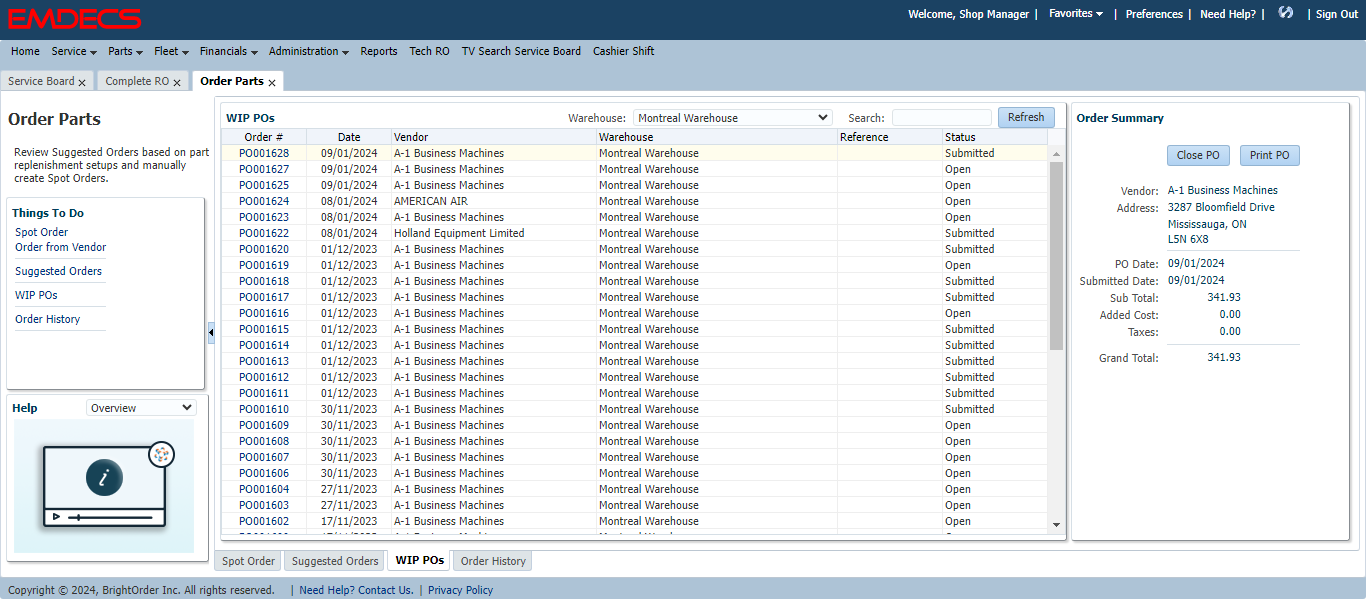 EMDECS
Welcome, Shop Manager | Favorites | Preferences | Need Help? | | Sign Out
Home Service Parts Fleet Financials Administration Reports Tech RO TV Search Service Board Cashier Shift
Service Board x Complete RO x Order Parts x
Order Parts
Review Suggested Orders based on part
replenishment setups and manually
create Spot Orders.
Things To Do
Spot Order
Order from Vendor
Suggested Orders
WIP POs
Order History
Help Overview
i
WIP POs Warehouse: Montreal Warehouse Search: Refresh
Order # Date Vendor Warehouse Reference Status
PO001628 09/01/2024 A-1 Business Machines Montreal Warehouse Submitted
PO001627 09/01/2024 A-1 Business Machines Montreal Warehouse Open
PO001625 09/01/2024 A-1 Business Machines Montreal Warehouse Open
PO001624 08/01/2024 AMERICAN AIR Montreal Warehouse Open
PO001623 08/01/2024 A-1 Business Machines Montreal Warehouse Open
PO001622 08/01/2024 Holland Equipment Limited Montreal Warehouse Submitted
PO001620 01/12/2023 A-1 Business Machines Montreal Warehouse Submitted
PO001619 01/12/2023 A-1 Business Machines Montreal Warehouse Open
PO001618 01/12/2023 A-1 Business Machines Montreal Warehouse Submitted
PO001617 01/12/2023 A-1 Business Machines Montreal Warehouse Submitted
PO001616 01/12/2023 A-1 Business Machines Montreal Warehouse Open
PO001615 01/12/2023 A-1 Business Machines Montreal Warehouse Submitted
PO001614 01/12/2023 A-1 Business Machines Montreal Warehouse Submitted
PO001613 01/12/2023 A-1 Business Machines Montreal Warehouse Submitted
PO001612 01/12/2023 A-1 Business Machines Montreal Warehouse Submitted
PO001611 01/12/2023 A-1 Business Machines Montreal Warehouse Submitted
PO001610 30/11/2023 A-1 Business Machines Montreal Warehouse Submitted
PO001609 30/11/2023 A-1 Business Machines Montreal Warehouse Open
PO001608 30/11/2023 A-1 Business Machines Montreal Warehouse Open
PO001607 30/11/2023 A-1 Business Machines Montreal Warehouse Open
PO001606 30/11/2023 A-1 Business Machines Montreal Warehouse Open
PO001604 27/11/2023 A-1 Business Machines Montreal Warehouse Open
PO001603 27/11/2023 A-1 Business Machines Montreal Warehouse Open
PO001602 17/11/2023 A-1 Business Machines Montreal Warehouse Open
Spot Order Suggested Orders WIP POs Order History
Order Summary
Close PO Print PO
Vendor: A-1 Business Machines
Address: 3287 Bloomfield Drive
Mississauga, ON
L5N 6X8
PO Date: 09/01/2024
Submitted Date: 09/01/2024
Sub Total: 341.93
Added Cost: 0.00
Taxes: 0.00
Grand Total: 341.93
Copyright © 2024, BrightOrder Inc. All rights reserved. | Need Help? Contact Us. | Privacy Policy